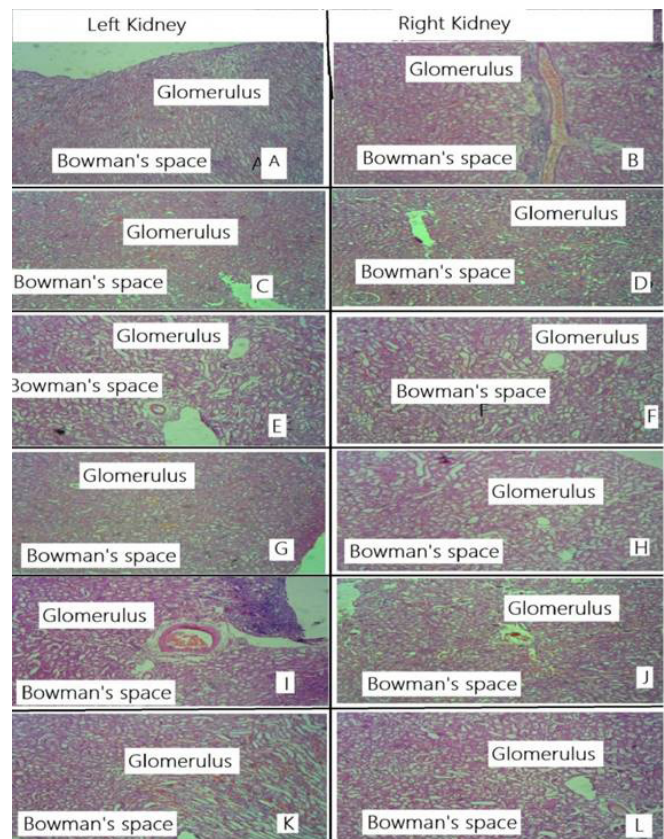 Left Kidney
Right Kidney
Glomerulus
Bowman's space
A A
Glomerulus
Bowman's space
B
Glomerulus
Bowman's space
C
Glomerulus
Bowman's space
D
Glomerulus
Bowman's space
E
Glomerulus
Bowman's space
F
F
Glomerulus
Bowman's space
G
Glomerulus
Bowman's space
H
Glomerulus
Bowman's space
I
Glomerulus
Bowman's space
J
Glomerulus
Bowman's space
K
Glomerulus
Bowman's space
L